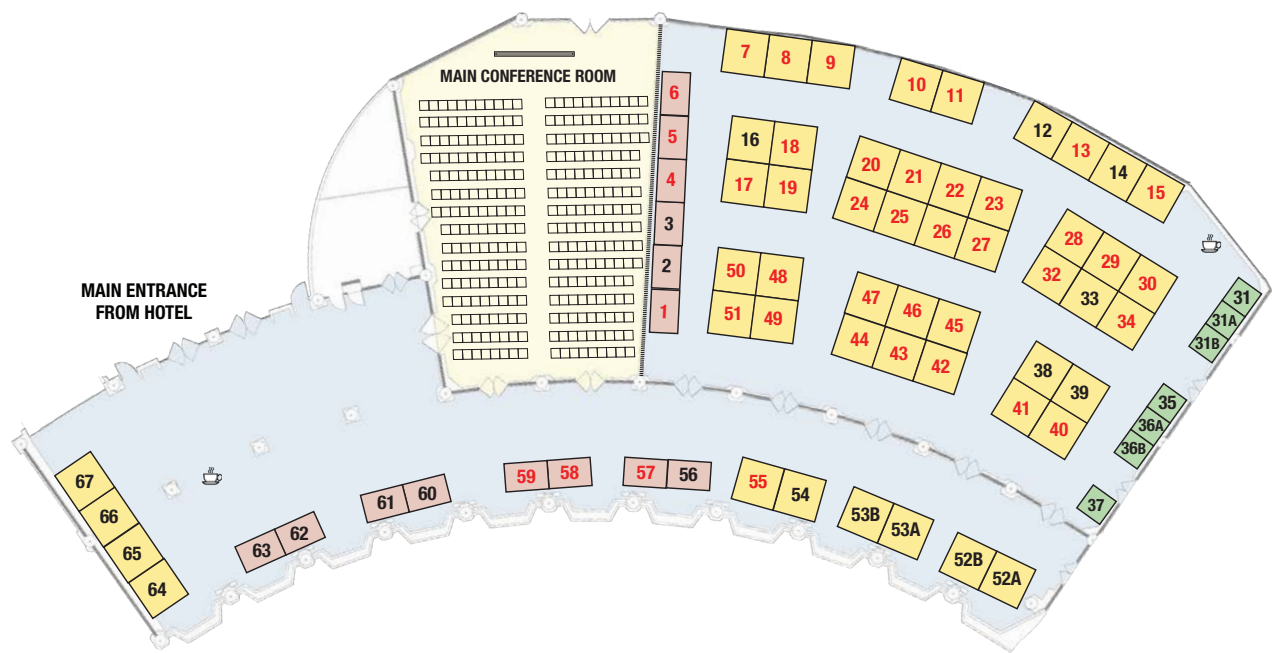 MAIN CONFERENCE ROOM
MAIN ENTRANCE
FROM HOTEL
7 8 9
10 11
12 13 14 15
6
5
4
3
2
1
16 18
17 19
20 21 22 23
24 25 26 27
28 29 30
32 33 34
31
31A
31B
50 48
51 49
47 46 45
44 43 42
38 39
41 40
35
36A
36B
37
67
66
65
64
63 62
61 60
59 58
57 56
55 54
53B 53A
52B 52A